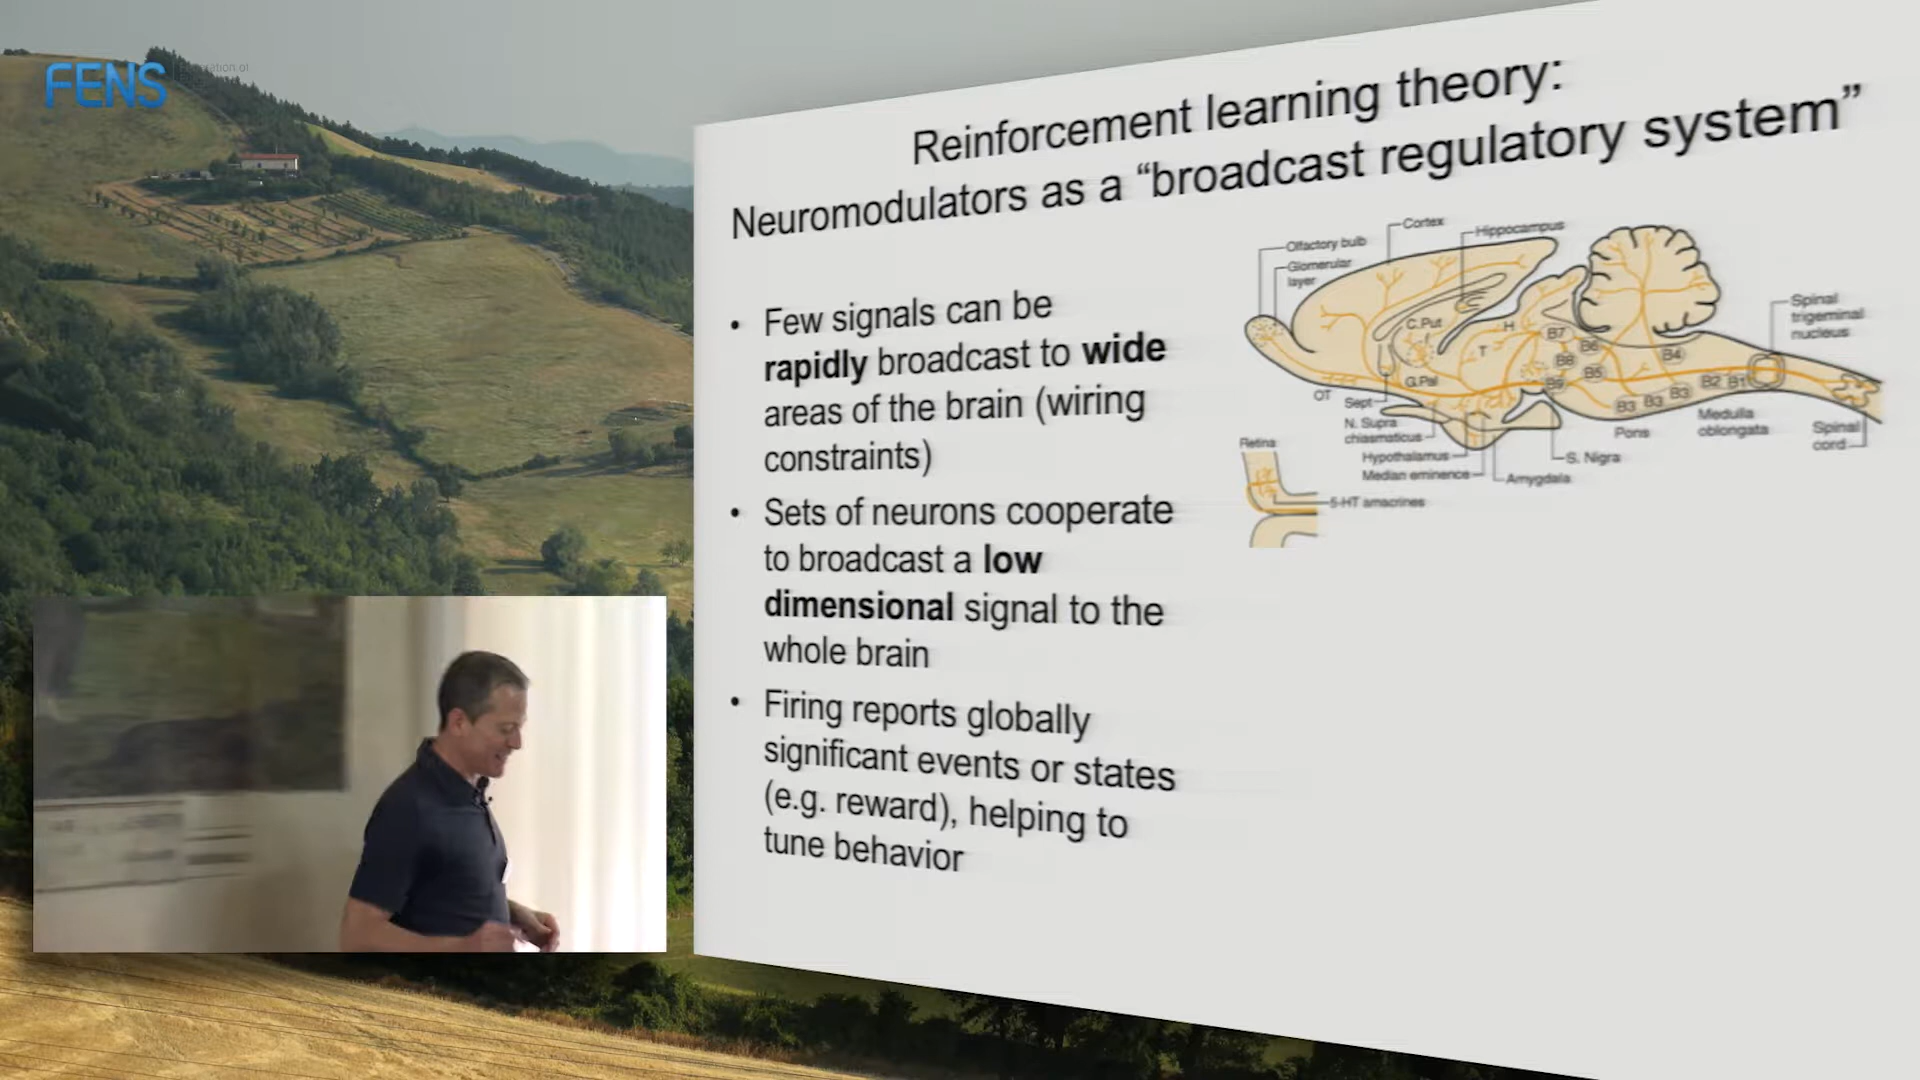 FENS
Reinforcement learning theory:
Neuromodulators as a “broadcast regulatory system”
• Few signals can be
rapidly broadcast to wide
areas of the brain (wiring
constraints)
• Sets of neurons cooperate
to broadcast a low
dimensional signal to the
whole brain
• Firing reports globally
significant events or states
(e.g. reward), helping to
tune behavior
Olfactory bulb
Glomerular
layer
Cortex
Hippocampus
Spinal
trigeminal
nucleus
C.Put
H
T
G.Pal
B7
B6
B8
B5
B9
B4
B3 B3 B3 B2 B1
OT
Sept
N. Supra
chiasmaticus
Hypothalamus
Median eminence
Amygdala
S. Nigra
Pons
Medulla
oblongata
Spinal
cord
Retina
5-HT amacrines